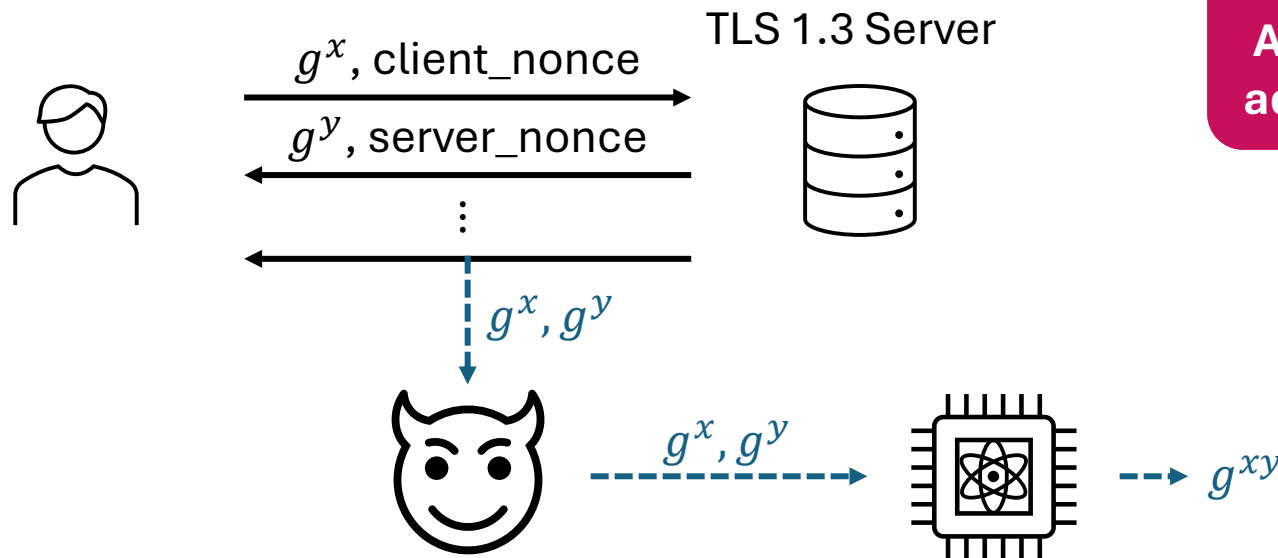 TLS 1.3 Server
g^x, client_nonce
g^y, server_nonce
⋮
g^x, g^y
g^x, g^y
g^xy